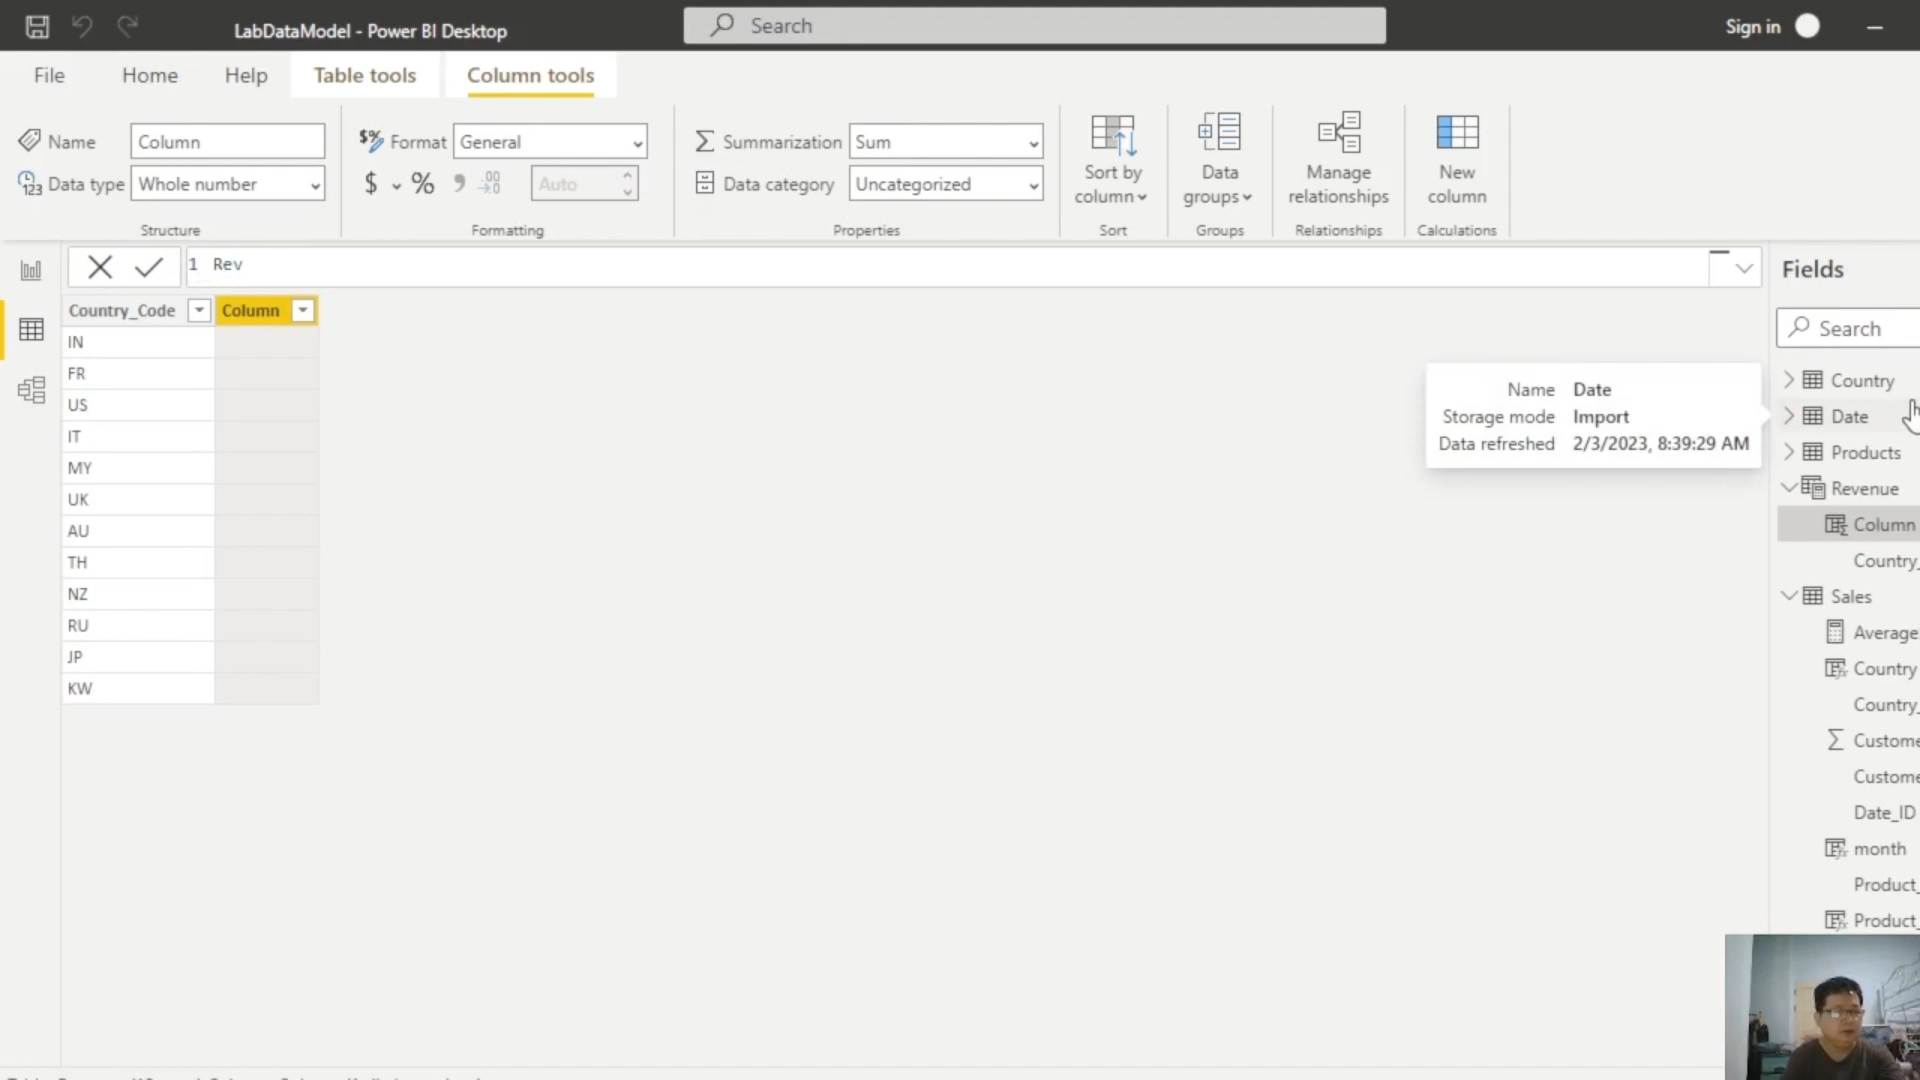 LabDataModel - Power BI Desktop
Search
Sign in
File
Home
Help
Table tools
Column tools
Name
Column
Format
General
Summarization
Sum
Data type
Whole number
$
%
Auto
Data category
Uncategorized
Sort by column
Data groups
Manage relationships
New column
Structure
Formatting
Properties
Sort
Groups
Relationships
Calculations
1 Rev
Fields
Country_Code
Column
IN
FR
US
IT
MY
UK
AU
TH
NZ
RU
JP
KW
Name Date
Storage mode Import
Data refreshed 2/3/2023, 8:39:29 AM
Search
Country
Date
Products
Revenue
Column
Country_
Sales
Average
Country
Country_
Custome
Custome
Date_ID
month
Product_
Product_